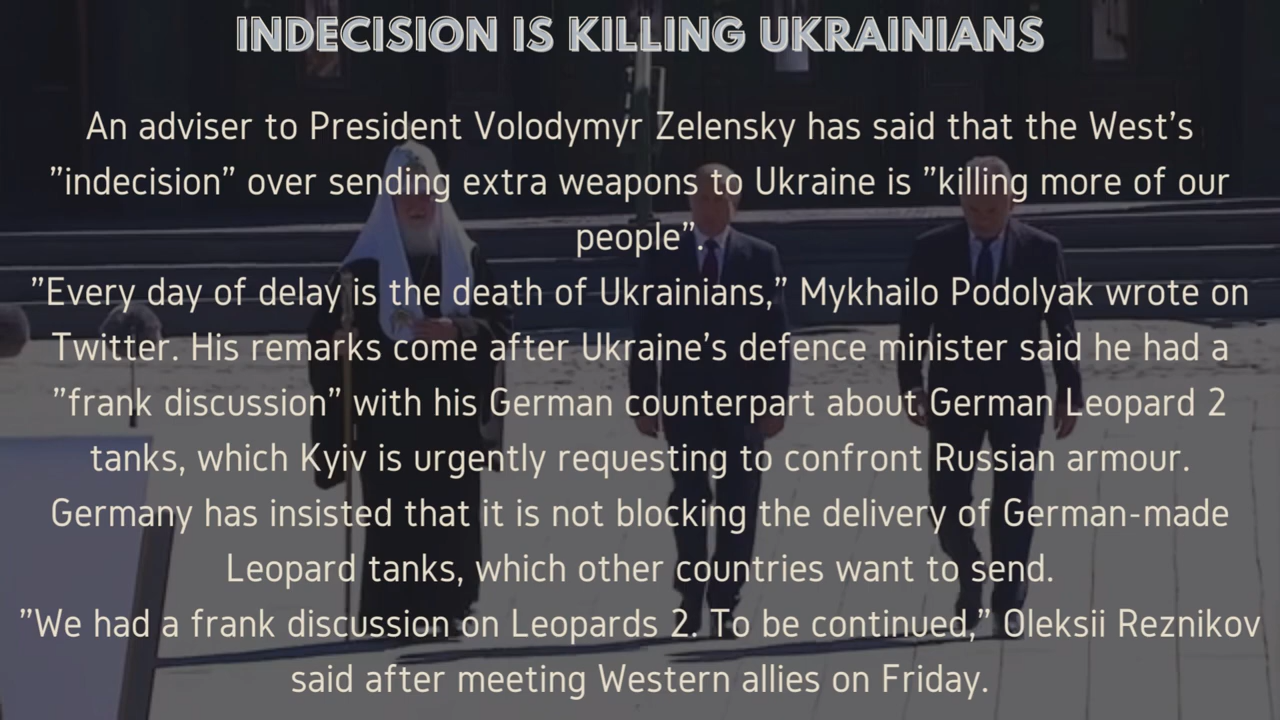 INDECISION IS KILLING UKRAINIANS
An adviser to President Volodymyr Zelensky has said that the West's
"indecision" over sending extra weapons to Ukraine is "killing more of our
people".
"Every day of delay is the death of Ukrainians," Mykhailo Podolyak wrote on
Twitter. His remarks come after Ukraine's defence minister said he had a
"frank discussion" with his German counterpart about German Leopard 2
tanks, which Kyiv is urgently requesting to confront Russian armour.
Germany has insisted that it is not blocking the delivery of German-made
Leopard tanks, which other countries want to send.
"We had a frank discussion on Leopards 2. To be continued," Oleksii Reznikov
said after meeting Western allies on Friday.